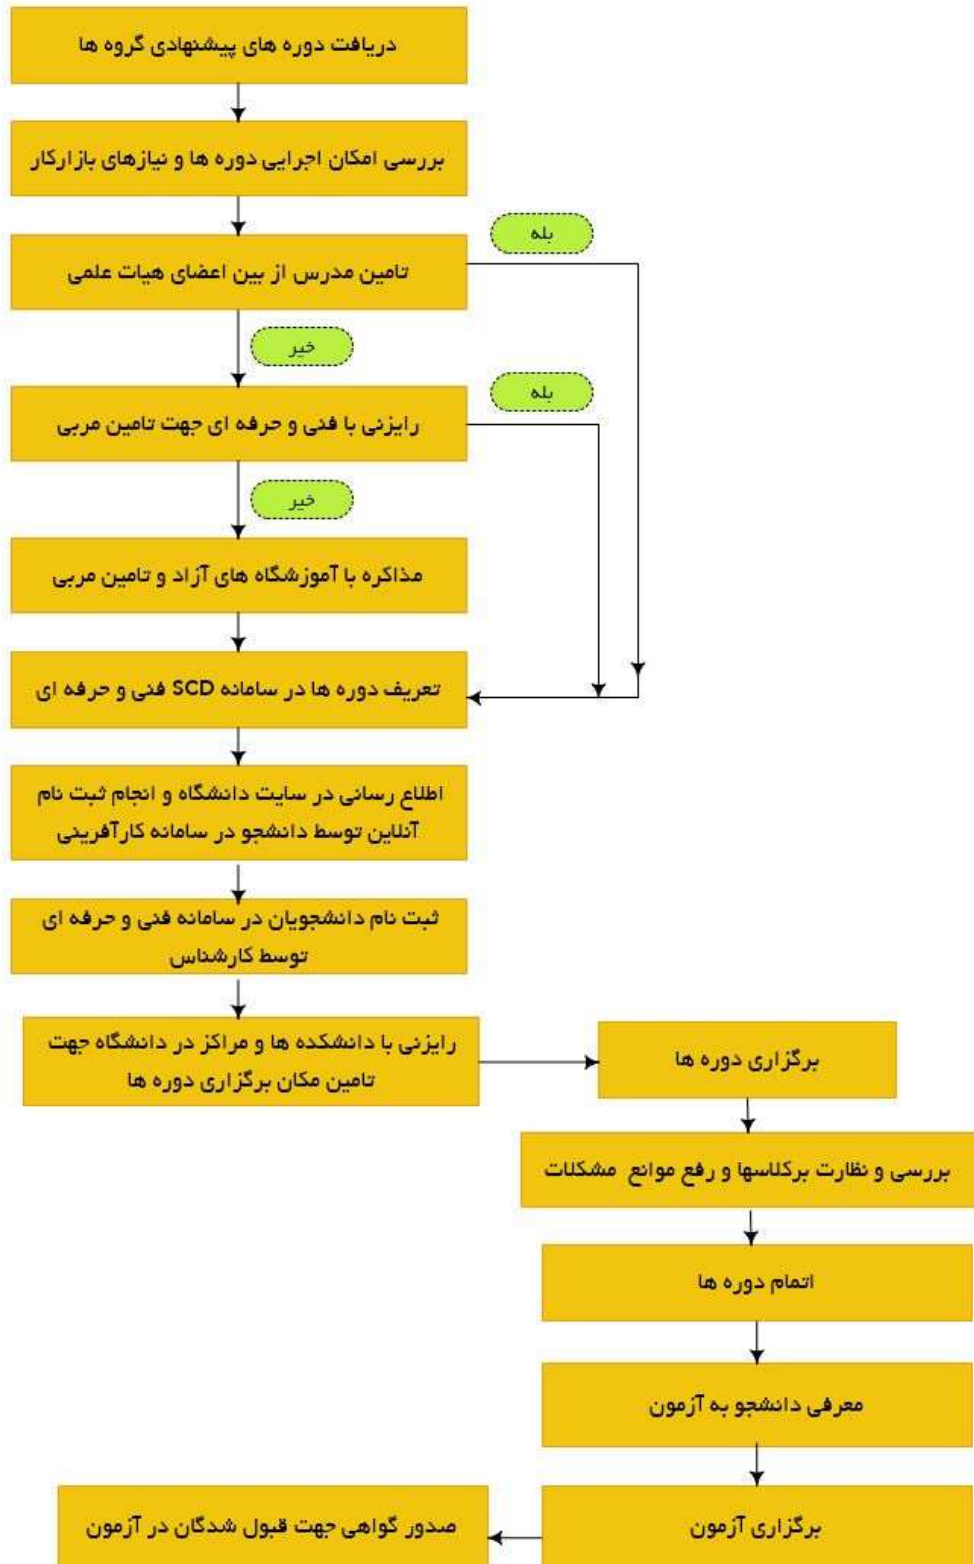 دریافت دوره های پیشنهادی گروه ها
بررسی امکان اجرایی دوره ها و نیازهای بازارکار
تامین مدرس از بین اعضای هیات علمی
بله
خیر
رایزنی با فنی و حرفه ای جهت تامین مربی
بله
خیر
مذاکره با آموزشگاه های آزاد و تامین مربی
تعریف دوره ها در سامانه SCD فنی و حرفه ای
اطلاع رسانی در سایت دانشگاه و انجام ثبت نام
آنلاین توسط دانشجو در سامانه کارآفرینی
ثبت نام دانشجویان در سامانه فنی و حرفه ای
توسط کارشناس
رایزنی با دانشکده ها و مراکز در دانشگاه جهت
تامین مکان برگزاری دوره ها
برگزاری دوره ها
بررسی و نظارت برکلاسها و رفع موانع مشکلات
اتمام دوره ها
معرفی دانشجو به آزمون
برگزاری آزمون
صدور گواهی جهت قبول شدگان در آزمون